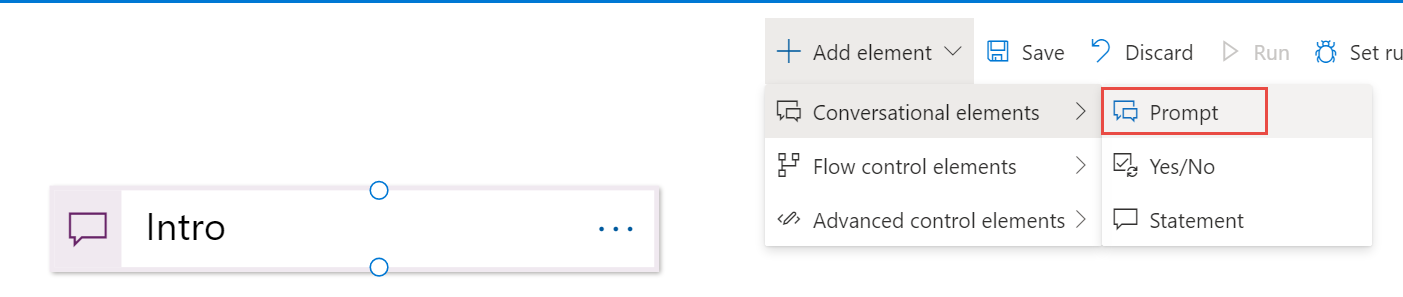 Add element Save Discard Run Set ru
Conversational elements Prompt
Flow control elements Yes/No
Advanced control elements Statement
Intro ...